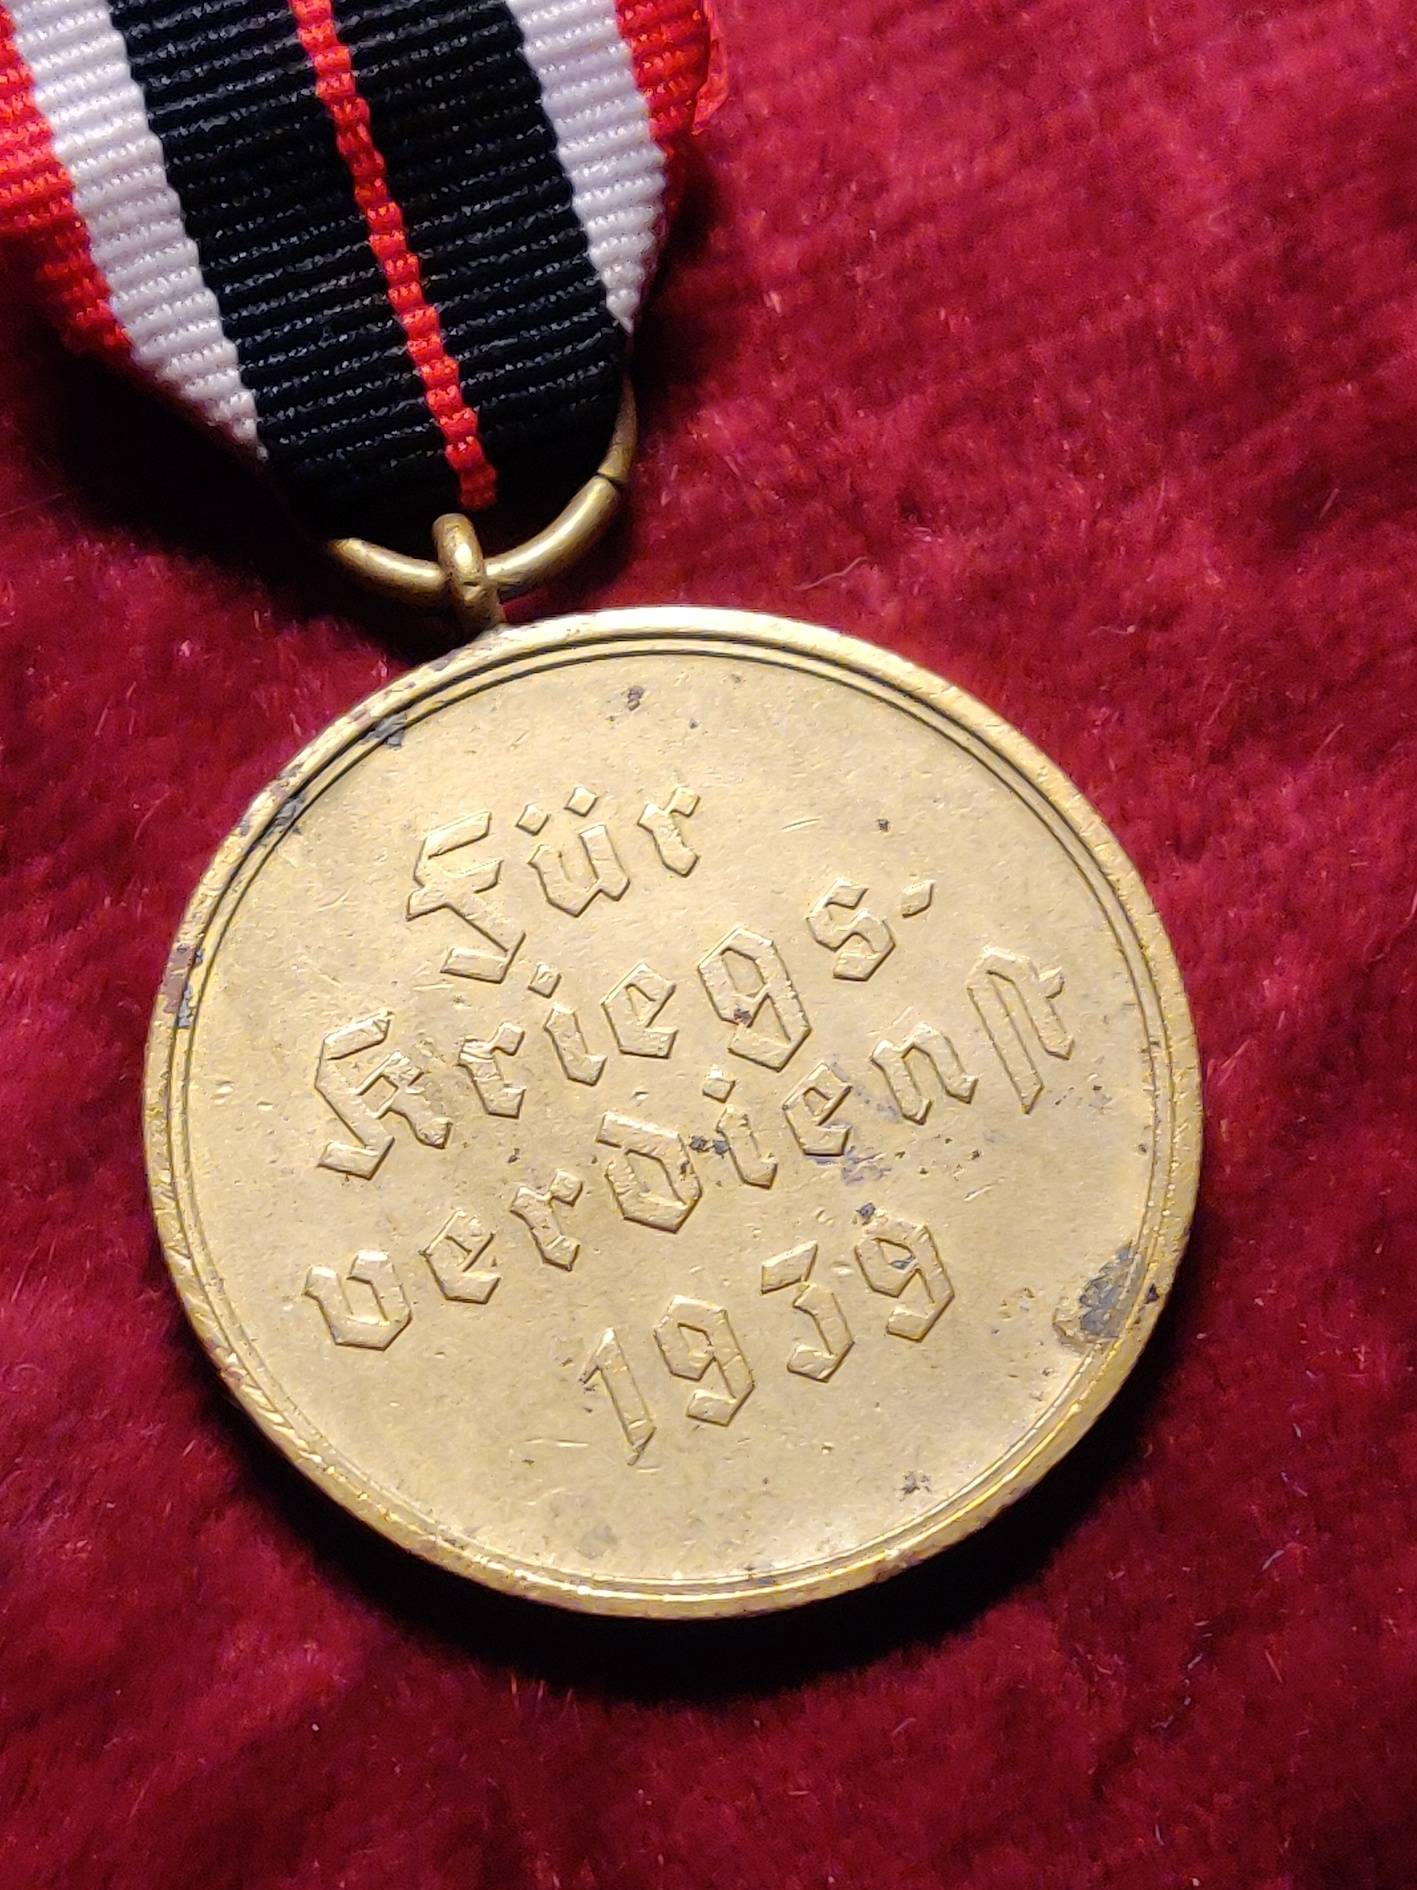 Für
Kriegs-
verdienst
1939